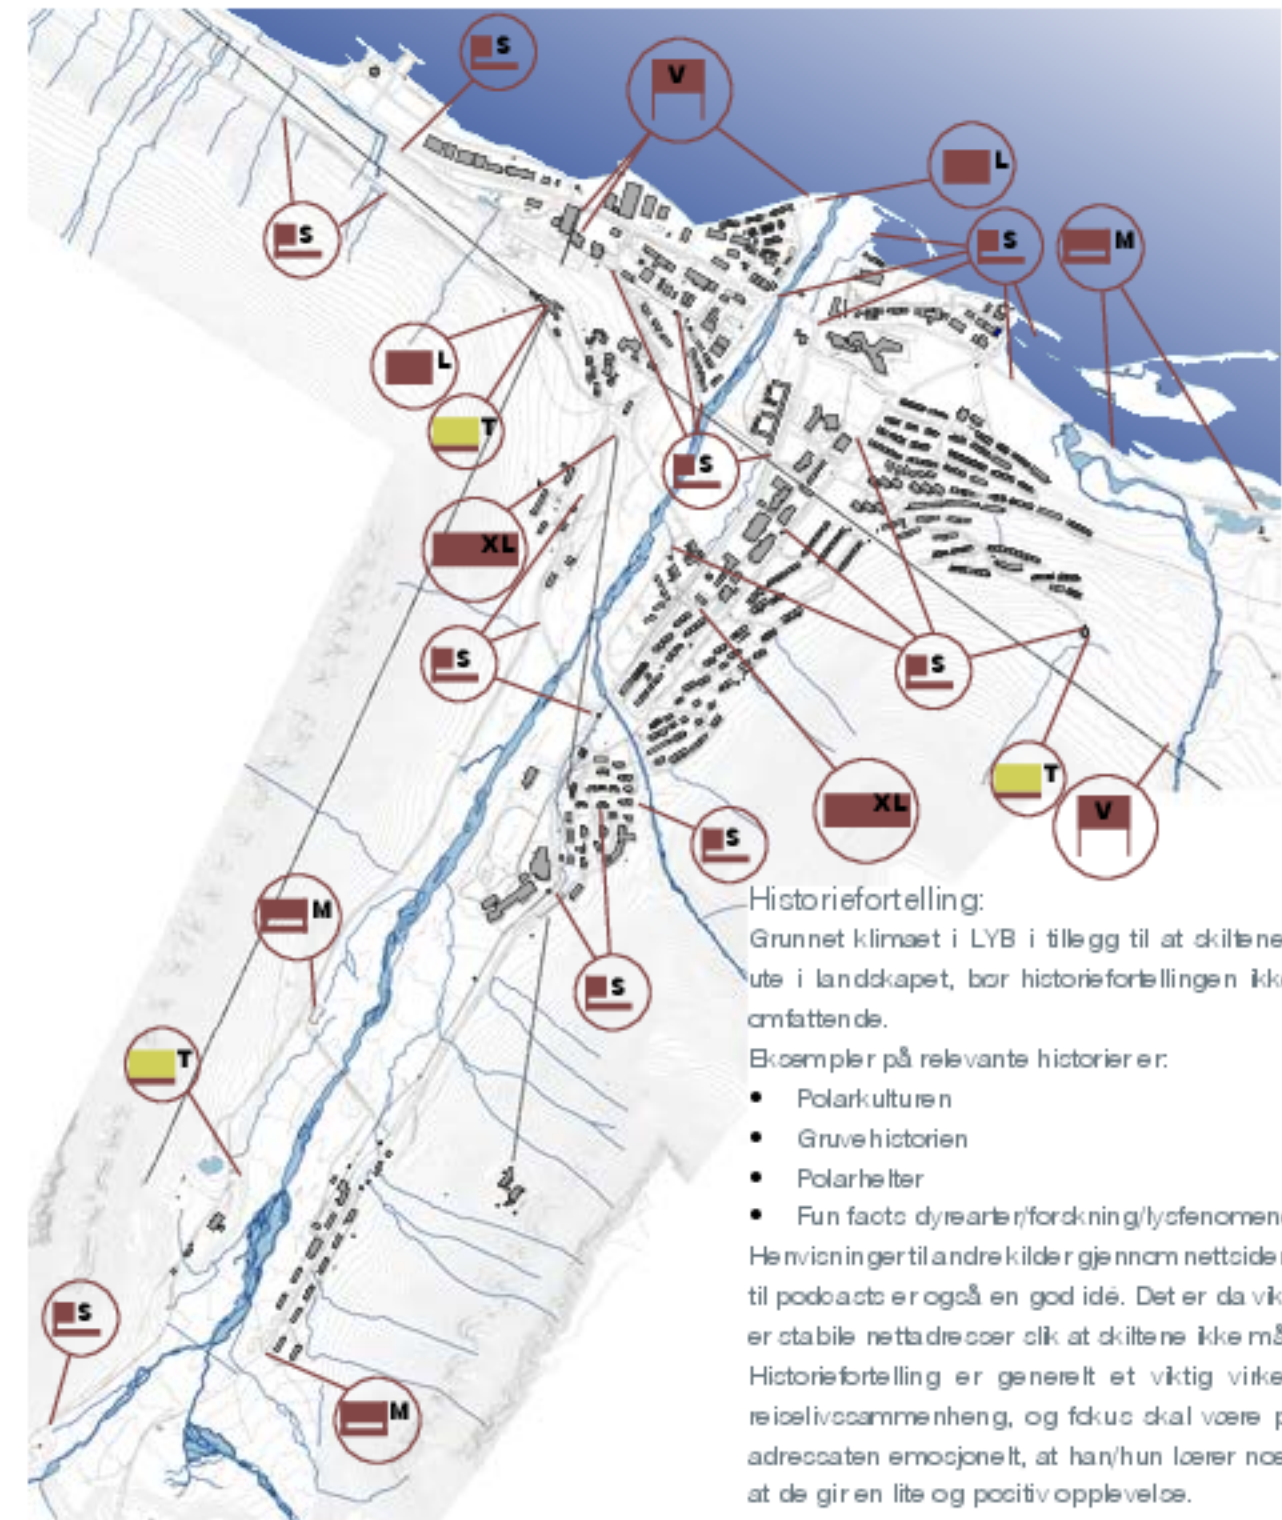 S
V
L
S
S
M
L
T
S
XL
S
S
T
XL
V
S
M
S
T
S
M
Historiefortelling:
Grunnet klimaet i LYB i tillegg til at skiltene
ute i landskapet, bør historiefortellingen ikke
omfattende.
Eksempler på relevante historier er:
• Polarkulturen
• Gruvehistorien
• Polarhelter
• Fun facts dyrearter/forskning/lysfenomene
Henvisninger til andre kilder gjennom nettsider
til podcasts er også en god idé. Det er da vik
er stabile nettadresser slik at skiltene ikke må
Historiefortelling er generelt et viktig virke
reiselivssammenheng, og fokus skal være p
adressaten emosjonelt, at han/hun lærer noe
at de gir en lite og positiv opplevelse.